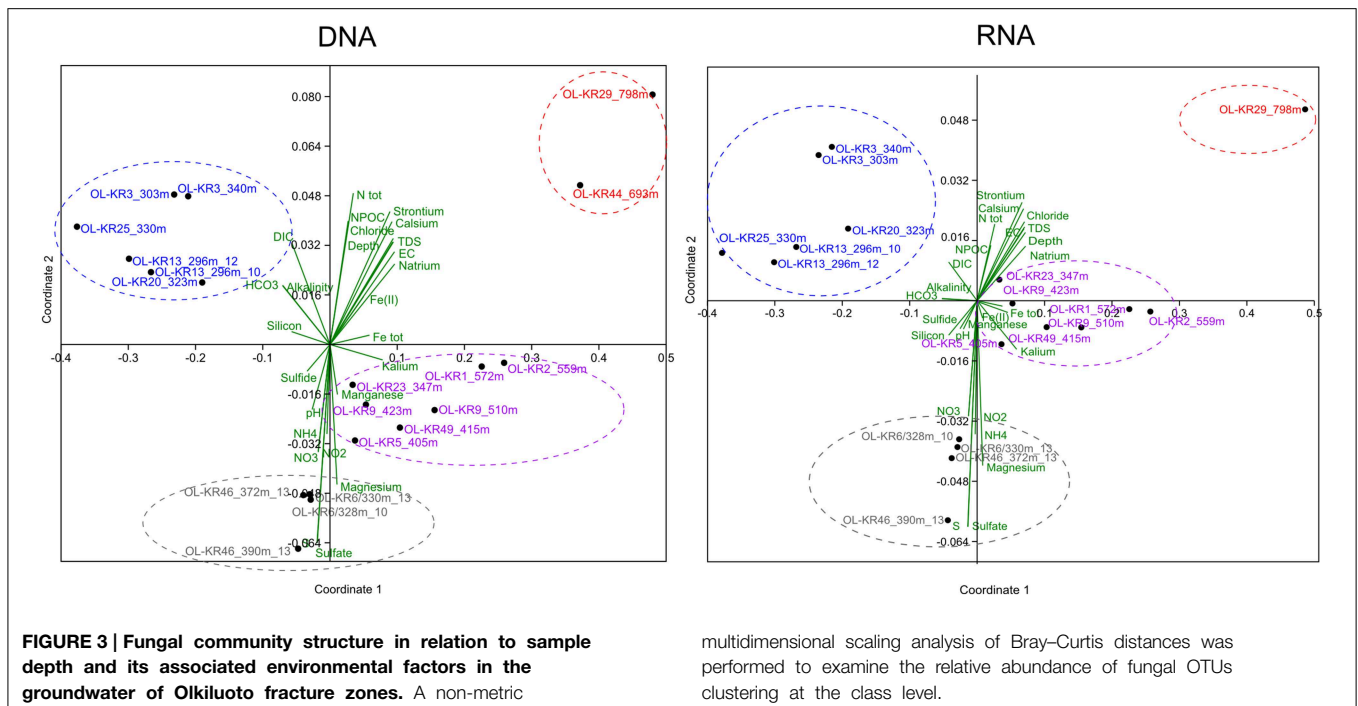 DNA
-0.4
-0.3
-0.2
-0.1
0.1
0.2
0.3
0.4
0.5
0.080
0.064
0.048
0.032
0.016
-0.016
-0.032
-0.048
-0.064
Coordinate 2
Coordinate 1
OL-KR29_798m
OL-KR44_693m
OL-KR3_303m
OL-KR3_340m
OL-KR25_330m
OL-KR13_296m_12
OL-KR13_296m_10
OL-KR20_323m
N tot
NPOC
Strontium
Chloride
Calsium
Depth
TDS
EC
Natrium
DIC
HCO3
Alkalinity
Fe(II)
Silicon
Fe tot
Kalium
Sulfide
Manganese
pH
NH4
NO3
NO2
Magnesium
S
Sulfate
OL-KR1_572m
OL-KR2_559m
OL-KR23_347m
OL-KR9_423m
OL-KR9_510m
OL-KR49_415m
OL-KR5_405m
OL-KR46_372m_13
OL-KR6/330m_13
OL-KR6/328m_10
OL-KR46_390m_13
RNA
-0.4
-0.3
-0.2
-0.1
0.1
0.2
0.3
0.4
0.5
0.048
0.032
0.016
-0.016
-0.032
-0.048
-0.064
Coordinate 2
Coordinate 1
OL-KR29_798m
OL-KR3_340m
OL-KR3_303m
OL-KR20_323m
OL-KR25_330m
OL-KR13_296m_10
OL-KR13_296m_12
Strontium
Calsium
N tot
Chloride
EC
TDS
Depth
NPOC
Natrium
DIC
Alkalinity
HCO3
Sulfide
Fe(II)
Fe tot
Manganese
Silicon
pH
Kalium
NO3
NO2
NH4
Magnesium
S
Sulfate
OL-KR23_347m
OL-KR9_423m
OL-KR1_572m
OL-KR9_510m
OL-KR2_559m
OL-KR49_415m
OL-KR5_405m
OL-KR6/328m_10
OL-KR6/330m_13
OL-KR46_372m_13
OL-KR46_390m_13
FIGURE 3 | Fungal community structure in relation to sample
depth and its associated environmental factors in the
groundwater of Olkiluoto fracture zones. A non-metric
multidimensional scaling analysis of Bray–Curtis distances was
performed to examine the relative abundance of fungal OTUs
clustering at the class level.